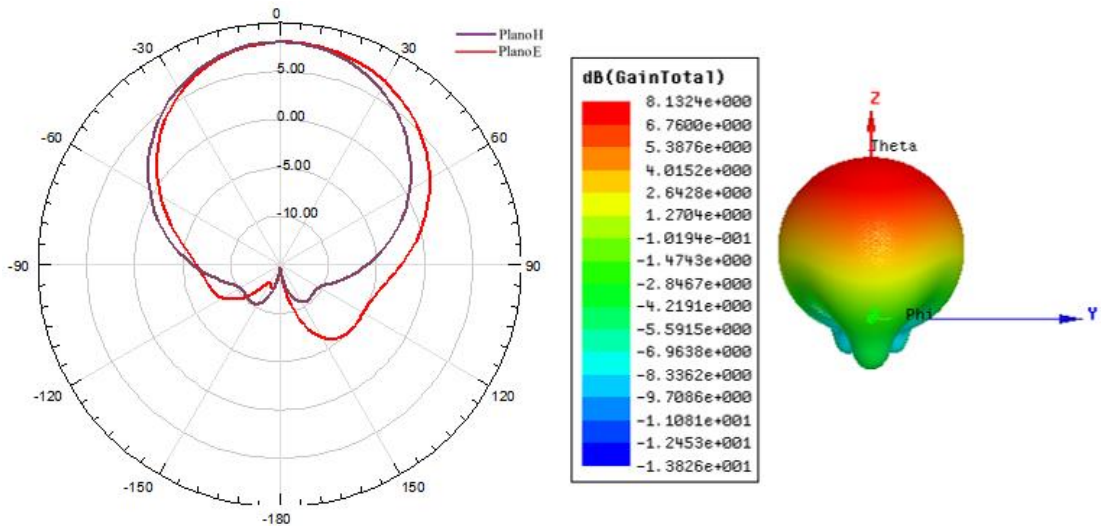 0
PlanoH
PlanoE
-30
30
5.00
0.00
-60
60
-5.00
-10.00
-90
90
-120
120
-150
150
-180
dB(GainTotal)
8.1324e+000
6.7600e+000
5.3876e+000
4.0152e+000
2.6428e+000
1.2704e+000
-1.0194e-001
-1.4743e+000
-2.8467e+000
-4.2191e+000
-5.5915e+000
-6.9638e+000
-8.3362e+000
-9.7086e+000
-1.1081e+001
-1.2453e+001
-1.3826e+001
Z
Theta
Phi
Y